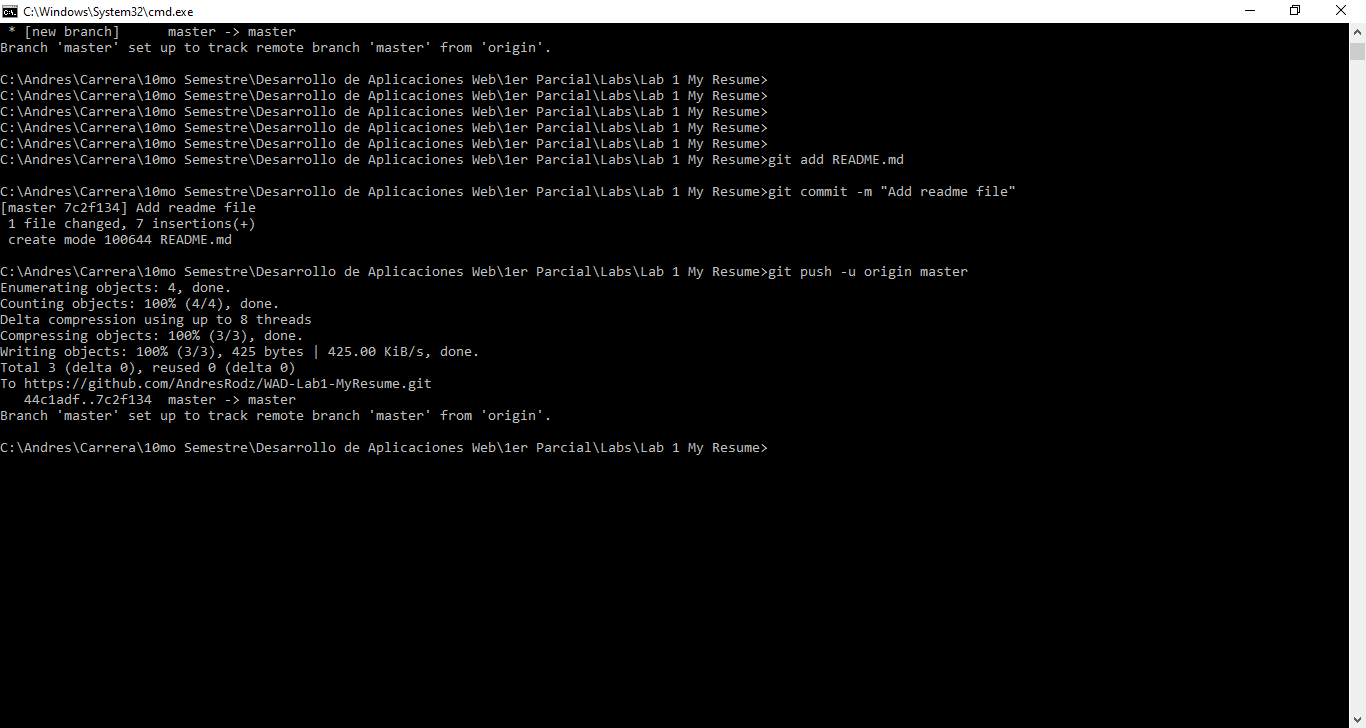 C:\Windows\System32\cmd.exe
 * [new branch]      master -> master
Branch 'master' set up to track remote branch 'master' from 'origin'.
C:\Andres\Carrera\10mo Semestre\Desarrollo de Aplicaciones Web\1er Parcial\Labs\Lab 1 My Resume>
C:\Andres\Carrera\10mo Semestre\Desarrollo de Aplicaciones Web\1er Parcial\Labs\Lab 1 My Resume>
C:\Andres\Carrera\10mo Semestre\Desarrollo de Aplicaciones Web\1er Parcial\Labs\Lab 1 My Resume>
C:\Andres\Carrera\10mo Semestre\Desarrollo de Aplicaciones Web\1er Parcial\Labs\Lab 1 My Resume>
C:\Andres\Carrera\10mo Semestre\Desarrollo de Aplicaciones Web\1er Parcial\Labs\Lab 1 My Resume>
C:\Andres\Carrera\10mo Semestre\Desarrollo de Aplicaciones Web\1er Parcial\Labs\Lab 1 My Resume>git add README.md
C:\Andres\Carrera\10mo Semestre\Desarrollo de Aplicaciones Web\1er Parcial\Labs\Lab 1 My Resume>git commit -m "Add readme file"
[master 7c2f134] Add readme file
 1 file changed, 7 insertions(+)
 create mode 100644 README.md
C:\Andres\Carrera\10mo Semestre\Desarrollo de Aplicaciones Web\1er Parcial\Labs\Lab 1 My Resume>git push -u origin master
Enumerating objects: 4, done.
Counting objects: 100% (4/4), done.
Delta compression using up to 8 threads
Compressing objects: 100% (3/3), done.
Writing objects: 100% (3/3), 425 bytes | 425.00 KiB/s, done.
Total 3 (delta 0), reused 0 (delta 0)
To https://github.com/AndresRodz/WAD-Lab1-MyResume.git
   44c1adf..7c2f134  master -> master
Branch 'master' set up to track remote branch 'master' from 'origin'.
C:\Andres\Carrera\10mo Semestre\Desarrollo de Aplicaciones Web\1er Parcial\Labs\Lab 1 My Resume>